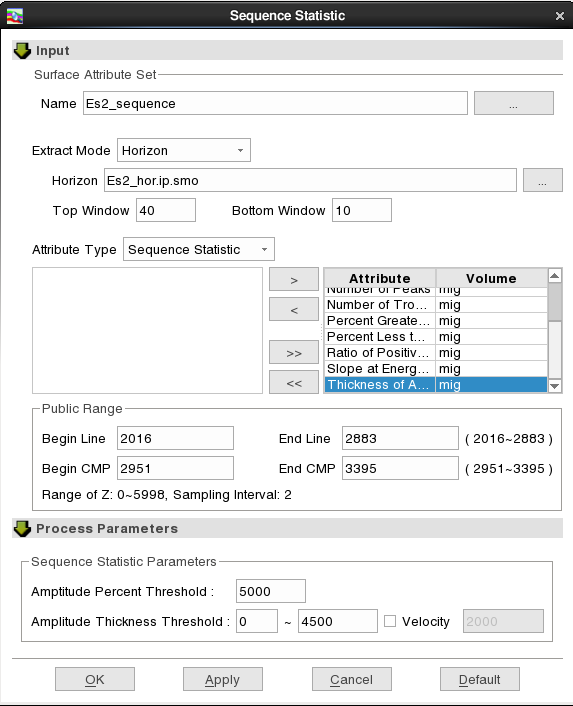 Sequence Statistic
Input
Surface Attribute Set
Name Es2_sequence ...
Extract Mode Horizon
Horizon Es2_hor.ip.smo ...
Top Window 40 Bottom Window 10
Attribute Type Sequence Statistic
> Attribute Volume
Number of Peaks mig
< Number of Tro... mig
Percent Greate... mig
Percent Less t... mig
>> Ratio of Positiv... mig
Slope at Energ... mig
<< Thickness of A... mig
Public Range
Begin Line 2016 End Line 2883 ( 2016~2883 )
Begin CMP 2951 End CMP 3395 ( 2951~3395 )
Range of Z: 0~5998, Sampling Interval: 2
Process Parameters
Sequence Statistic Parameters
Amplitude Percent Threshold : 5000
Amplitude Thickness Threshold : 0 ~ 4500 Velocity 2000
OK Apply Cancel Default